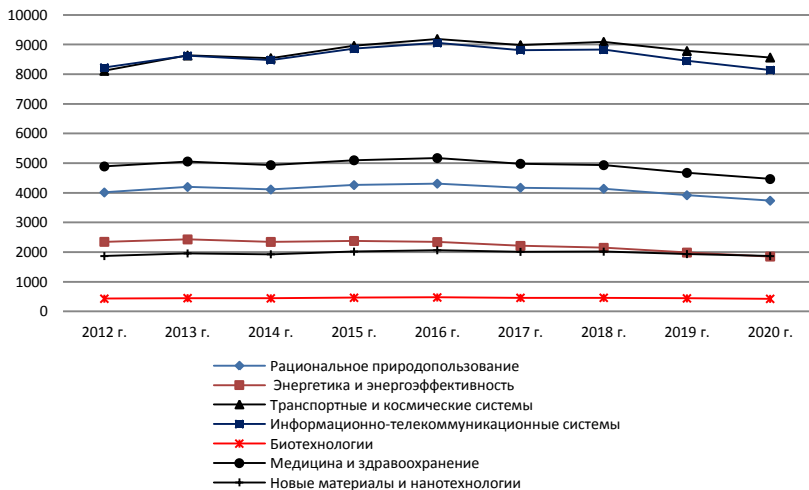 10000
9000
8000
7000
6000
5000
4000
3000
2000
1000
0
2012 г. 2013 г. 2014 г. 2015 г. 2016 г. 2017 г. 2018 г. 2019 г. 2020 г.
Рациональное природопользование
Энергетика и энергоэффективность
Транспортные и космические системы
Информационно-телекоммуникационные системы
Биотехнологии
Медицина и здравоохранение
Новые материалы и нанотехнологии